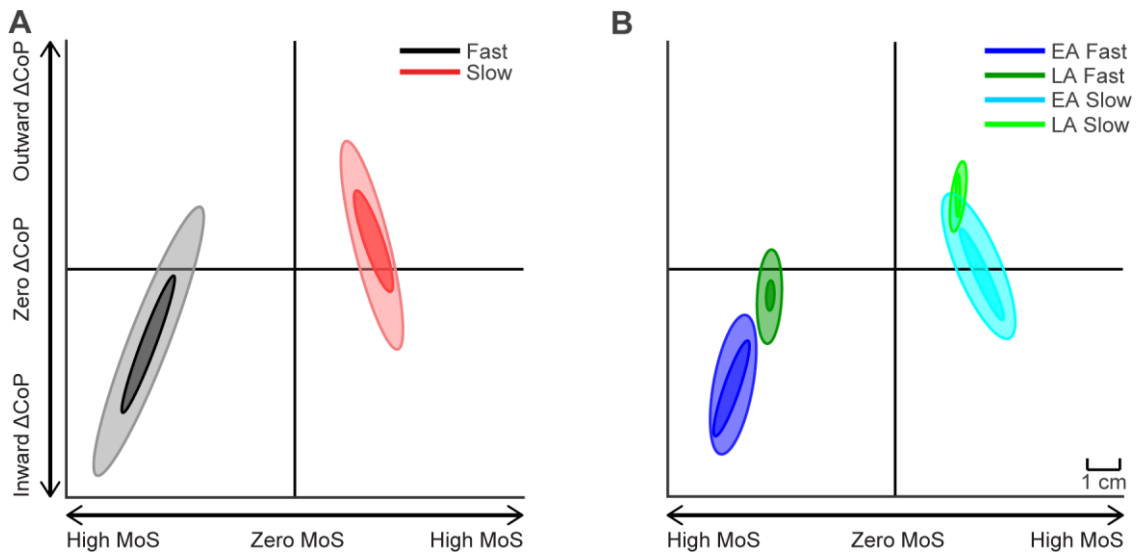 A
Outward ΔCoP
Zero ΔCoP
Inward ΔCoP
Fast
Slow
High MoS
Zero MoS
High MoS
B
EA Fast
LA Fast
EA Slow
LA Slow
1 cm
High MoS
Zero MoS
High MoS